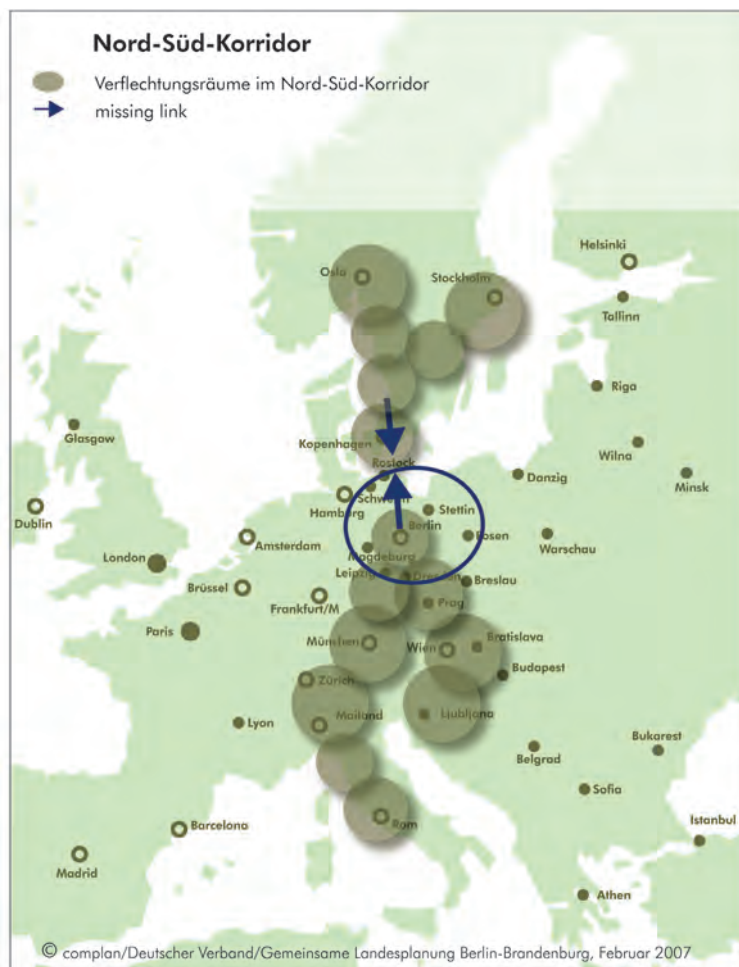 Nord-Süd-Korridor
Verflechtungsräume im Nord-Süd-Korridor
missing link
Helsinki
Oslo
Stockholm
Tallinn
Riga
Glasgow
Kopenhagen
Wilna
Rostock
Danzig
Minsk
Schwerin
Hamburg
Stettin
Dublin
Berlin
Amsterdam
Posen
Warschau
Magdeburg
London
Leipzig
Dresden
Breslau
Brüssel
Frankfurt/M
Prag
Paris
München
Wien
Bratislava
Budapest
Zürich
Lyon
Mailand
Ljubljana
Bukarest
Belgrad
Sofia
Rom
Istanbul
Barcelona
Madrid
Athen
© complan/Deutscher Verband/Gemeinsame Landesplanung Berlin-Brandenburg, Februar 2007